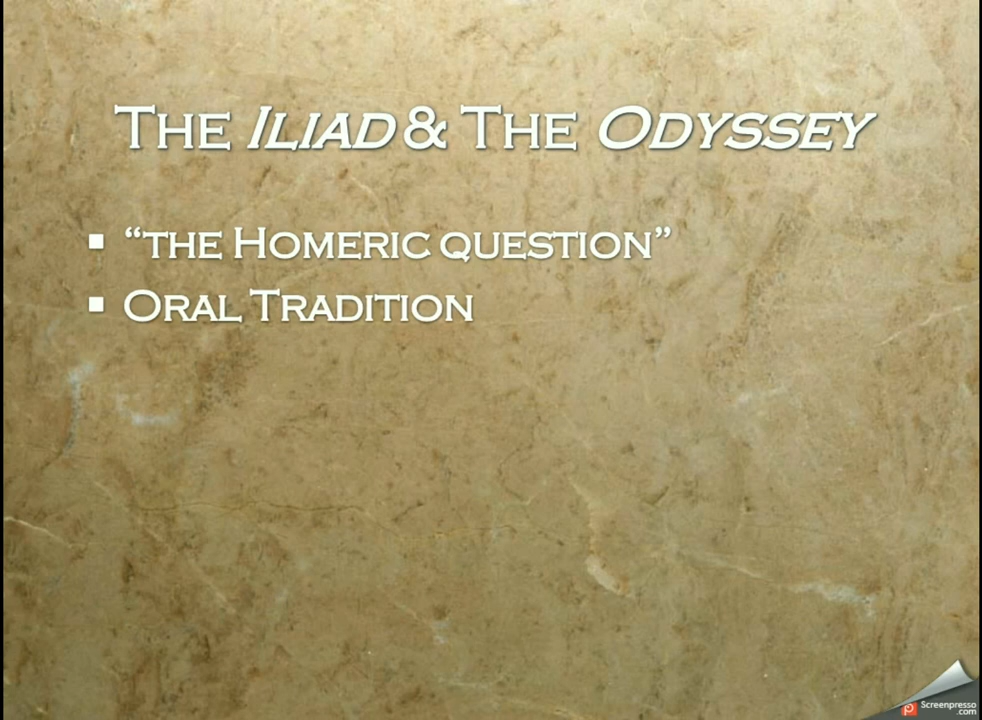 The Iliad & The Odyssey
▪ “the Homeric question”
▪ Oral Tradition
Screenpresso
.com